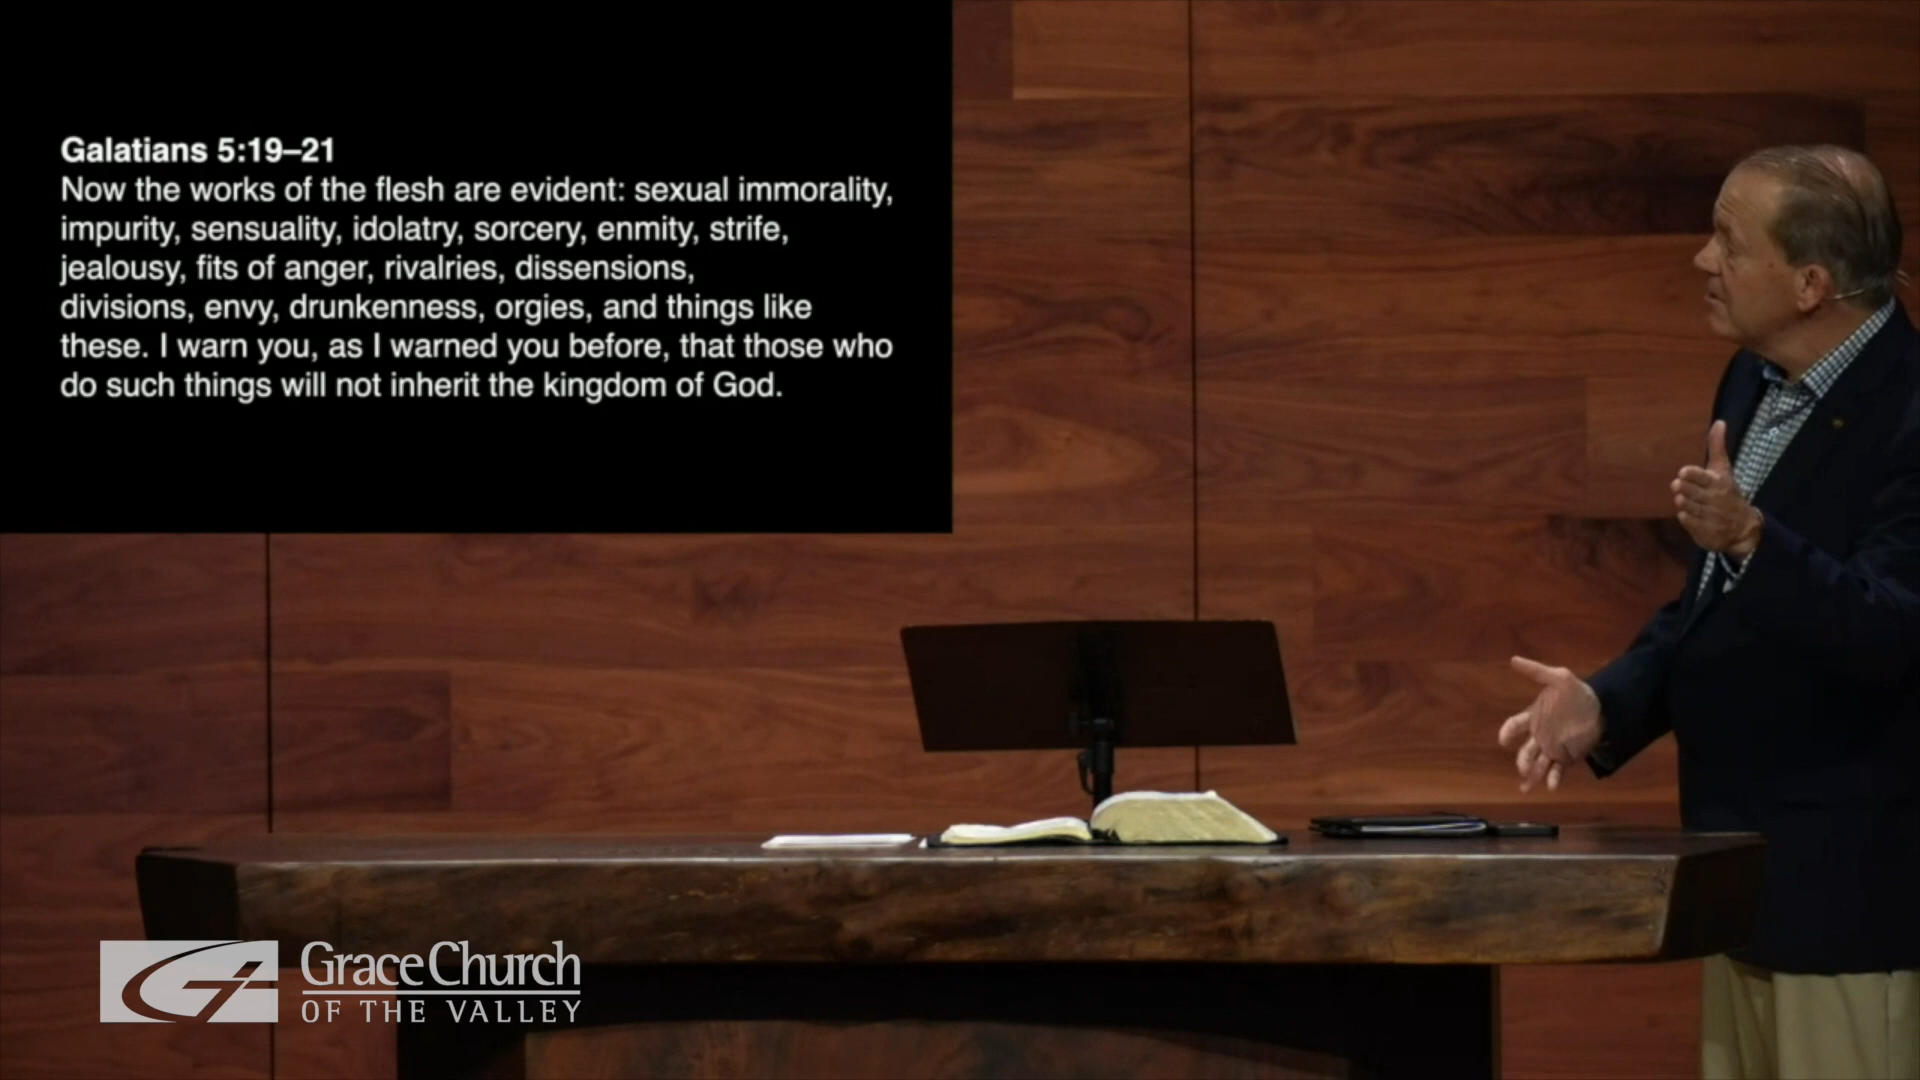 Galatians 5:19–21
Now the works of the flesh are evident: sexual immorality,
impurity, sensuality, idolatry, sorcery, enmity, strife,
jealousy, fits of anger, rivalries, dissensions,
divisions, envy, drunkenness, orgies, and things like
these. I warn you, as I warned you before, that those who
do such things will not inherit the kingdom of God.
Grace Church
OF THE VALLEY